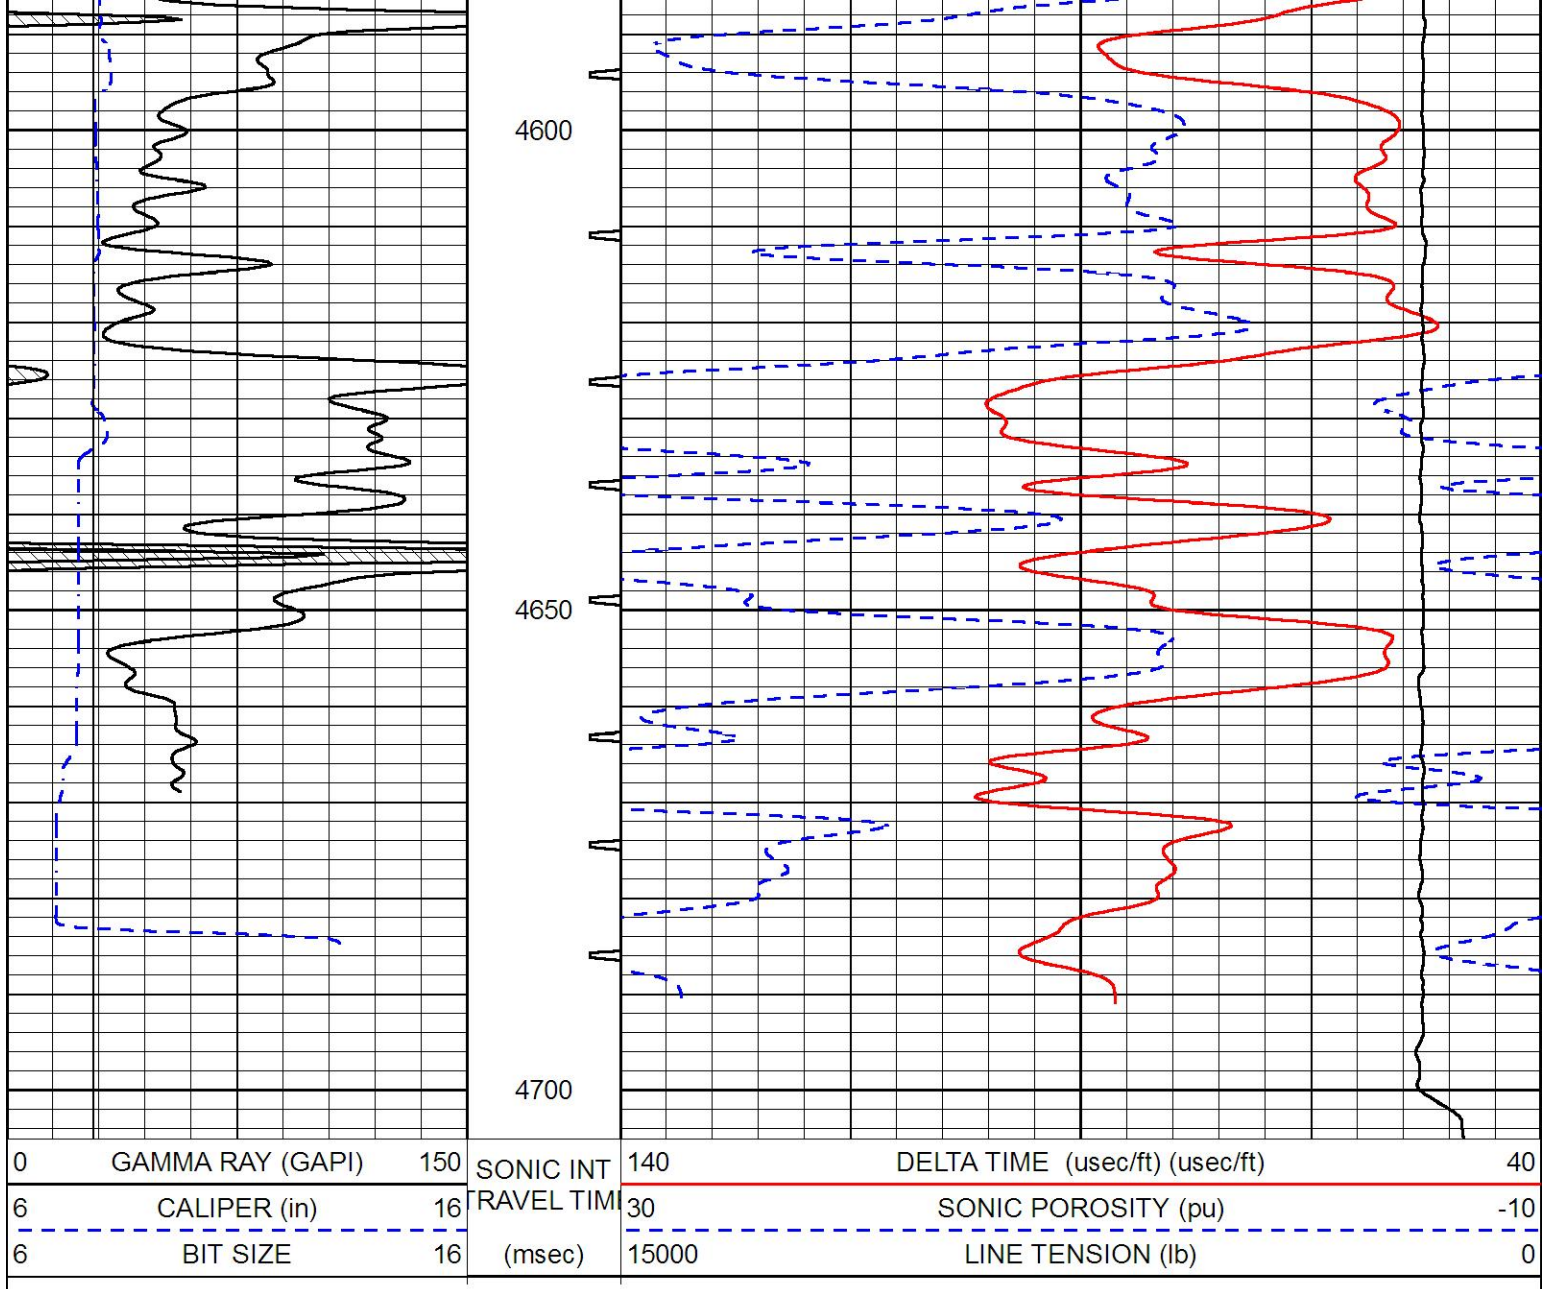 4600
4650
4700
0 GAMMA RAY (GAPI) 150
6 CALIPER (in) 16
6 BIT SIZE 16
SONIC INT
TRAVEL TIM
(msec)
140 DELTA TIME (usec/ft) (usec/ft) 40
30 SONIC POROSITY (pu) -10
15000 LINE TENSION (lb) 0